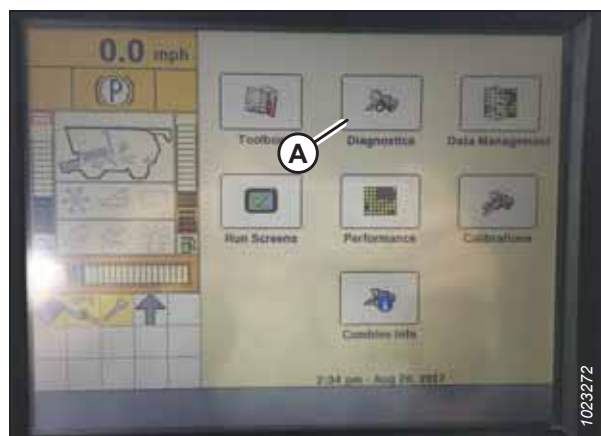 0.0 mph
(P)
Toolbox
A
Diagnostics
Data Management
Run Screens
Performance
Calibrations
Combine Info
2:34 pm - Aug 24, 2017
1023272